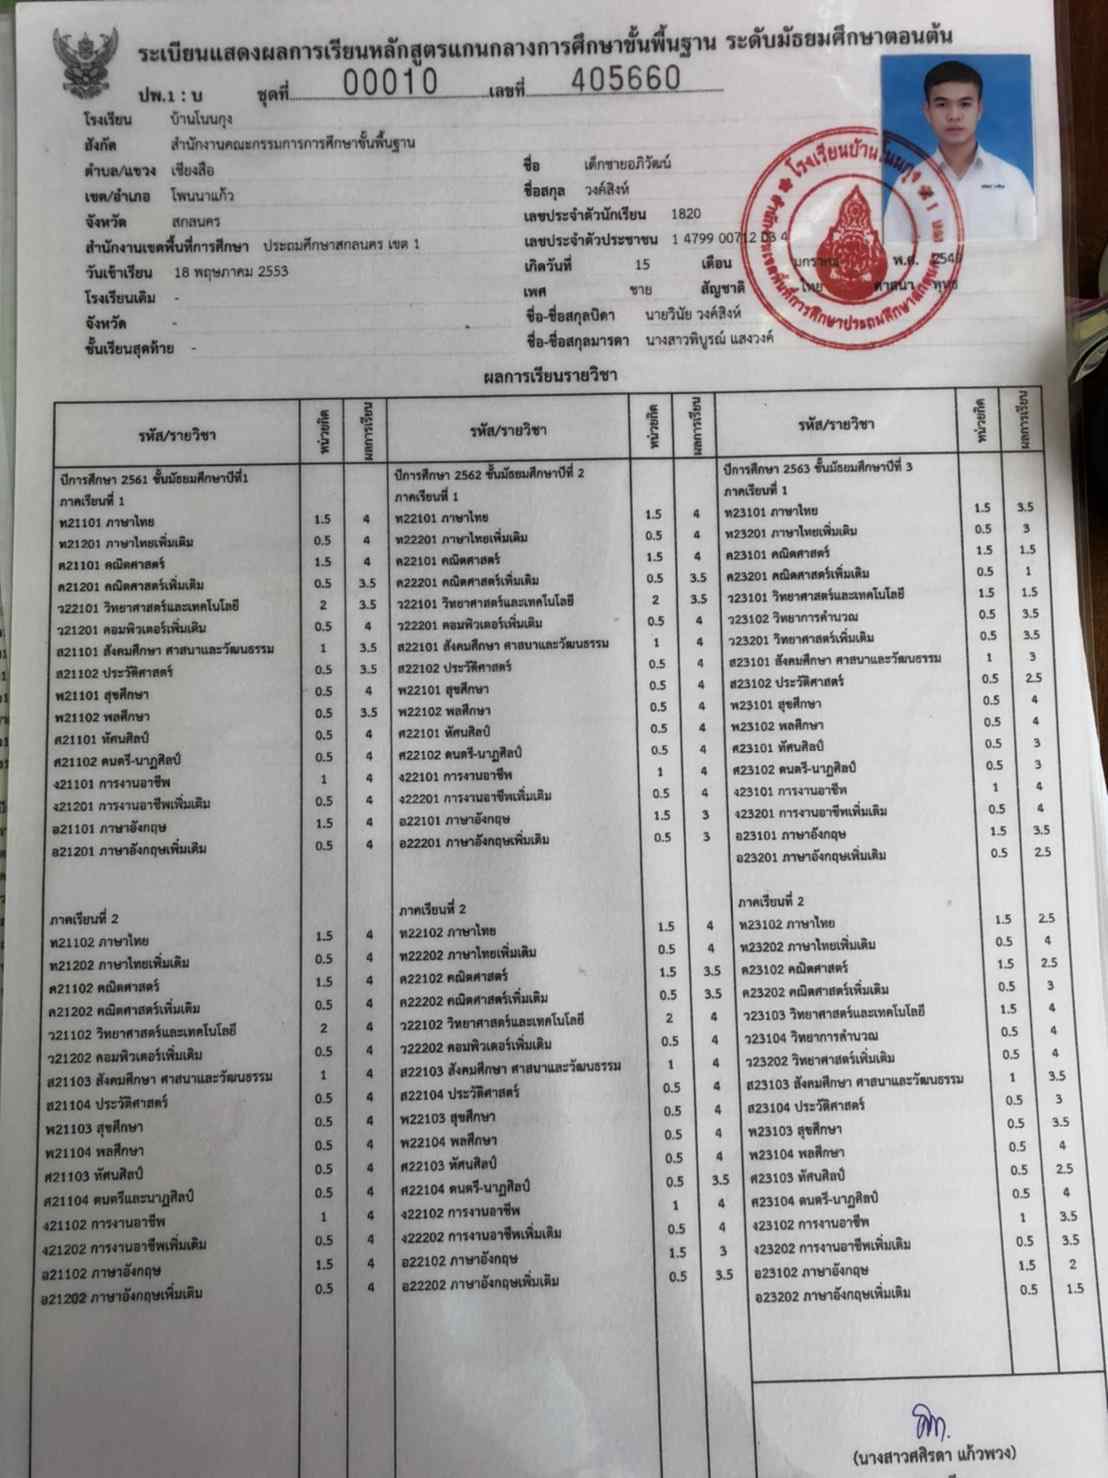 ระเบียนแสดงผลการเรียนหลักสูตรแกนกลางการศึกษาขั้นพื้นฐาน ระดับมัธยมศึกษาตอนต้น
ปพ.1 : บ ชุดที่ 00010 เลขที่ 405660
โรงเรียน บ้านโนนกุง
สังกัด สำนักงานคณะกรรมการการศึกษาขั้นพื้นฐาน
ตำบล/แขวง เชียงสือ
เขต/อำเภอ โพนนาแก้ว
จังหวัด สกลนคร
สำนักงานเขตพื้นที่การศึกษา ประถมศึกษาสกลนคร เขต 1
วันเข้าเรียน 18 พฤษภาคม 2553
โรงเรียนเดิม -
จังหวัด -
ชั้นเรียนสุดท้าย -
ชื่อ เด็กชายอภิวัฒน์
ชื่อสกุล วงค์สิงห์
เลขประจำตัวนักเรียน 1820
เลขประจำตัวประชาชน 1 4799 00712 03 4
เกิดวันที่ 15 เดือน มกราคม พ.ศ.
เพศ ชาย สัญชาติ ไทย ศาสนา พุทธ
ชื่อ-ชื่อสกุลบิดา นายวินัย วงค์สิงห์
ชื่อ-ชื่อสกุลมารดา นางสาวพิบูรณ์ แสงวงค์
โรงเรียนบ้านโนนกุง
ผลการเรียนรายวิชา
รหัส/รายวิชา หน่วยกิต ผลการเรียน
ปีการศึกษา 2561 ชั้นมัธยมศึกษาปีที่1
ภาคเรียนที่ 1
ท21101 ภาษาไทย 1.5 4
ท21201 ภาษาไทยเพิ่มเติม 0.5 4
ค21101 คณิตศาสตร์ 1.5 4
ค21201 คณิตศาสตร์เพิ่มเติม 0.5 3.5
ว22101 วิทยาศาสตร์และเทคโนโลยี 2 3.5
ว21201 คอมพิวเตอร์เพิ่มเติม 0.5 4
ส21101 สังคมศึกษา ศาสนาและวัฒนธรรม 1 3.5
ส21102 ประวัติศาสตร์ 0.5 3.5
พ21101 สุขศึกษา 0.5 4
พ21102 พลศึกษา 0.5 3.5
ศ21101 ทัศนศิลป์ 0.5 4
ศ21102 ดนตรี-นาฏศิลป์ 0.5 4
ง21101 การงานอาชีพ 1 4
ง21201 การงานอาชีพเพิ่มเติม 0.5 4
อ21101 ภาษาอังกฤษ 1.5 4
อ21201 ภาษาอังกฤษเพิ่มเติม 0.5 4
ภาคเรียนที่ 2
ท21102 ภาษาไทย 1.5 4
ท21202 ภาษาไทยเพิ่มเติม 0.5 4
ค21102 คณิตศาสตร์ 1.5 4
ค21202 คณิตศาสตร์เพิ่มเติม 0.5 4
ว21102 วิทยาศาสตร์และเทคโนโลยี 2 4
ว21202 คอมพิวเตอร์เพิ่มเติม 0.5 4
ส21103 สังคมศึกษา ศาสนาและวัฒนธรรม 1 4
ส21104 ประวัติศาสตร์ 0.5 4
พ21103 สุขศึกษา 0.5 4
พ21104 พลศึกษา 0.5 4
ศ21103 ทัศนศิลป์ 0.5 4
ศ21104 ดนตรีและนาฏศิลป์ 0.5 4
ง21102 การงานอาชีพ 1 4
ง21202 การงานอาชีพเพิ่มเติม 0.5 4
อ21102 ภาษาอังกฤษ 1.5 4
อ21202 ภาษาอังกฤษเพิ่มเติม 0.5 4
รหัส/รายวิชา หน่วยกิต ผลการเรียน
ปีการศึกษา 2562 ชั้นมัธยมศึกษาปีที่ 2
ภาคเรียนที่ 1
ท22101 ภาษาไทย 1.5 4
ท22201 ภาษาไทยเพิ่มเติม 0.5 4
ค22101 คณิตศาสตร์ 1.5 4
ค22201 คณิตศาสตร์เพิ่มเติม 0.5 3.5
ว22101 วิทยาศาสตร์และเทคโนโลยี 2 3.5
ว22201 คอมพิวเตอร์เพิ่มเติม 0.5 4
ส22101 สังคมศึกษา ศาสนาและวัฒนธรรม 1 4
ส22102 ประวัติศาสตร์ 0.5 4
พ22101 สุขศึกษา 0.5 4
พ22102 พลศึกษา 0.5 4
ศ22101 ทัศนศิลป์ 0.5 4
ศ22102 ดนตรี-นาฏศิลป์ 0.5 4
ง22101 การงานอาชีพ 1 4
ง22201 การงานอาชีพเพิ่มเติม 0.5 4
อ22101 ภาษาอังกฤษ 1.5 3
อ22201 ภาษาอังกฤษเพิ่มเติม 0.5 3
ภาคเรียนที่ 2
ท22102 ภาษาไทย 1.5 4
ท22202 ภาษาไทยเพิ่มเติม 0.5 4
ค22102 คณิตศาสตร์ 1.5 3.5
ค22202 คณิตศาสตร์เพิ่มเติม 0.5 3.5
ว22102 วิทยาศาสตร์และเทคโนโลยี 2 4
ว22202 คอมพิวเตอร์เพิ่มเติม 0.5 4
ส22103 สังคมศึกษา ศาสนาและวัฒนธรรม 1 4
ส22104 ประวัติศาสตร์ 0.5 4
พ22103 สุขศึกษา 0.5 4
พ22104 พลศึกษา 0.5 4
ศ22103 ทัศนศิลป์ 0.5 4
ศ22104 ดนตรี-นาฏศิลป์ 0.5 3.5
ง22102 การงานอาชีพ 1 4
ง22202 การงานอาชีพเพิ่มเติม 0.5 4
อ22102 ภาษาอังกฤษ 1.5 3
อ22202 ภาษาอังกฤษเพิ่มเติม 0.5 3.5
รหัส/รายวิชา หน่วยกิต ผลการเรียน
ปีการศึกษา 2563 ชั้นมัธยมศึกษาปีที่ 3
ภาคเรียนที่ 1
ท23101 ภาษาไทย 1.5 3.5
ท23201 ภาษาไทยเพิ่มเติม 0.5 3
ค23101 คณิตศาสตร์ 1.5 1.5
ค23201 คณิตศาสตร์เพิ่มเติม 0.5 1
ว23101 วิทยาศาสตร์และเทคโนโลยี 1.5 1.5
ว23102 วิทยาการคำนวณ 0.5 3.5
ว23201 วิทยาศาสตร์เพิ่มเติม 0.5 3.5
ส23101 สังคมศึกษา ศาสนาและวัฒนธรรม 1 3
ส23102 ประวัติศาสตร์ 0.5 2.5
พ23101 สุขศึกษา 0.5 4
พ23102 พลศึกษา 0.5 4
ศ23101 ทัศนศิลป์ 0.5 3
ศ23102 ดนตรี-นาฏศิลป์ 0.5 3
ง23101 การงานอาชีพ 1 4
ง23201 การงานอาชีพเพิ่มเติม 0.5 4
อ23101 ภาษาอังกฤษ 1.5 3.5
อ23201 ภาษาอังกฤษเพิ่มเติม 0.5 2.5
ภาคเรียนที่ 2
ท23102 ภาษาไทย 1.5 2.5
ท23202 ภาษาไทยเพิ่มเติม 0.5 4
ค23102 คณิตศาสตร์ 1.5 2.5
ค23202 คณิตศาสตร์เพิ่มเติม 0.5 3
ว23103 วิทยาศาสตร์และเทคโนโลยี 1.5 4
ว23104 วิทยาการคำนวณ 0.5 4
ว23202 วิทยาศาสตร์เพิ่มเติม 0.5 4
ส23103 สังคมศึกษา ศาสนาและวัฒนธรรม 1 3.5
ส23104 ประวัติศาสตร์ 0.5 3
พ23103 สุขศึกษา 0.5 3.5
พ23104 พลศึกษา 0.5 4
ศ23103 ทัศนศิลป์ 0.5 2.5
ศ23104 ดนตรี-นาฏศิลป์ 0.5 4
ง23102 การงานอาชีพ 1 3.5
ง23202 การงานอาชีพเพิ่มเติม 0.5 3.5
อ23102 ภาษาอังกฤษ 1.5 2
อ23202 ภาษาอังกฤษเพิ่มเติม 0.5 1.5
(นางสาวศศิรดา แก้วพวง)